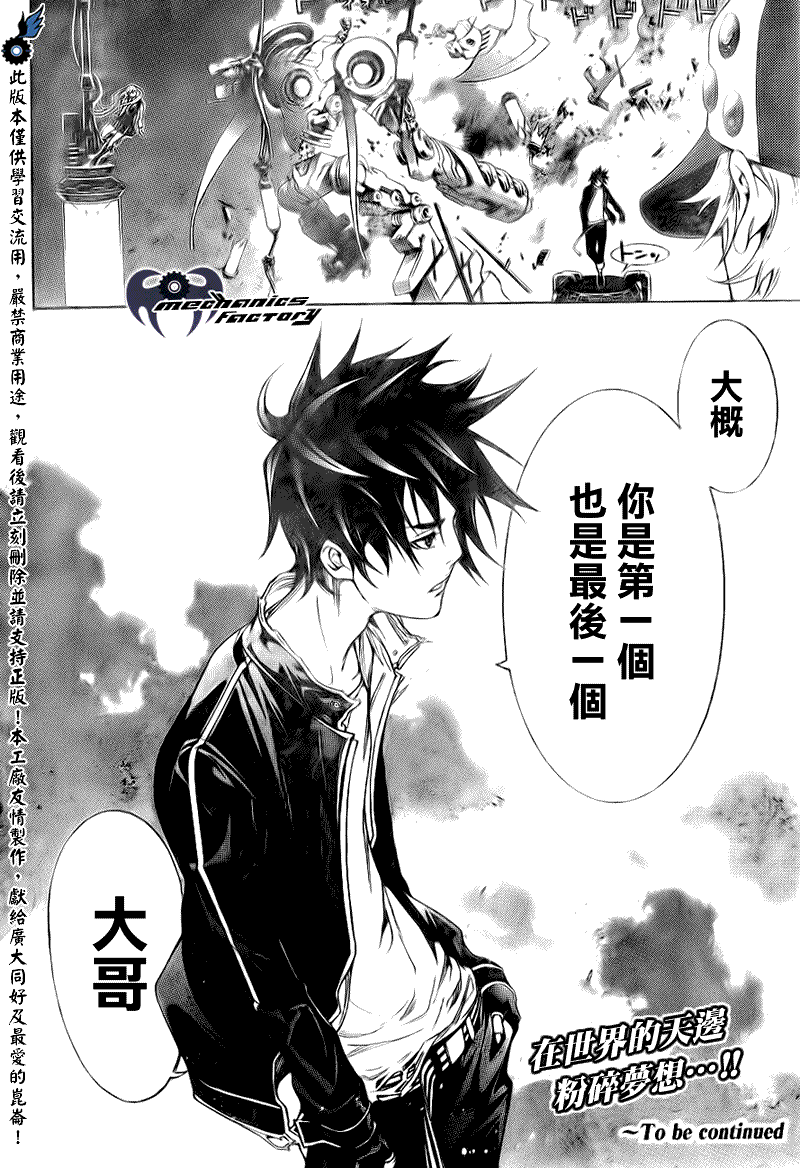 此版本僅供學習交流用，嚴禁商業用途，觀看後請立刻刪除並請支持正版！本工廠友情製作，獻給廣大同好及最愛的崑崙！
トンッ
mechanics
factory
大概
你是第一個
也是最後一個
大哥
在世界的天邊
粉碎夢想…!!
~To be continued